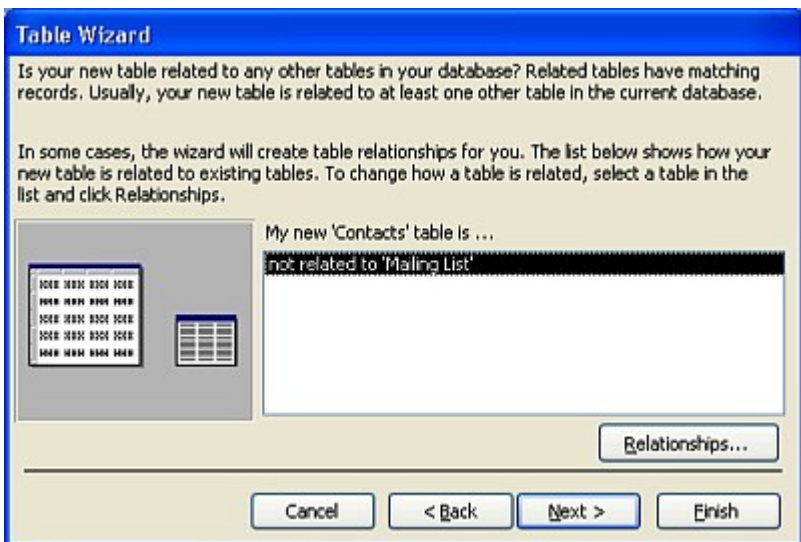 Table Wizard
Is your new table related to any other tables in your database? Related tables have matching
records. Usually, your new table is related to at least one other table in the current database.
In some cases, the wizard will create table relationships for you. The list below shows how your
new table is related to existing tables. To change how a table is related, select a table in the
list and click Relationships.
My new 'Contacts' table is ...
not related to 'Mailing List'
Relationships...
Cancel
< Back
Next >
Finish